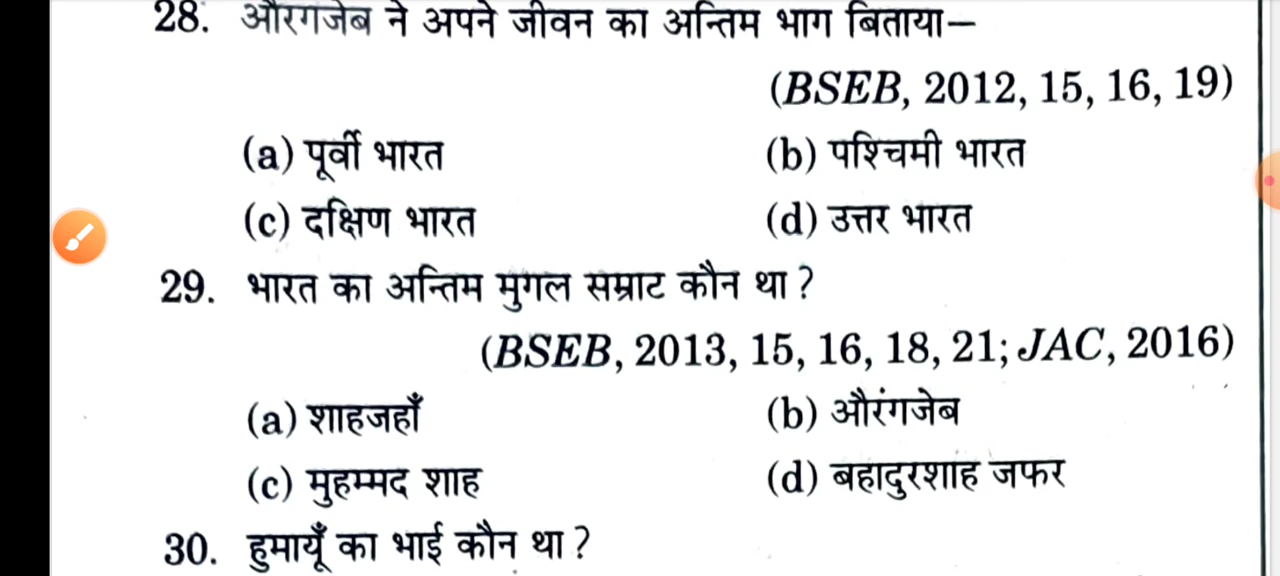 28. औरंगजेब ने अपने जीवन का अन्तिम भाग बिताया–
(BSEB, 2012, 15, 16, 19)
(a) पूर्वी भारत (b) पश्चिमी भारत
(c) दक्षिण भारत (d) उत्तर भारत
29. भारत का अन्तिम मुगल सम्राट कौन था ?
(BSEB, 2013, 15, 16, 18, 21; JAC, 2016)
(a) शाहजहाँ (b) औरंगजेब
(c) मुहम्मद शाह (d) बहादुरशाह जफर
30. हुमायूँ का भाई कौन था ?